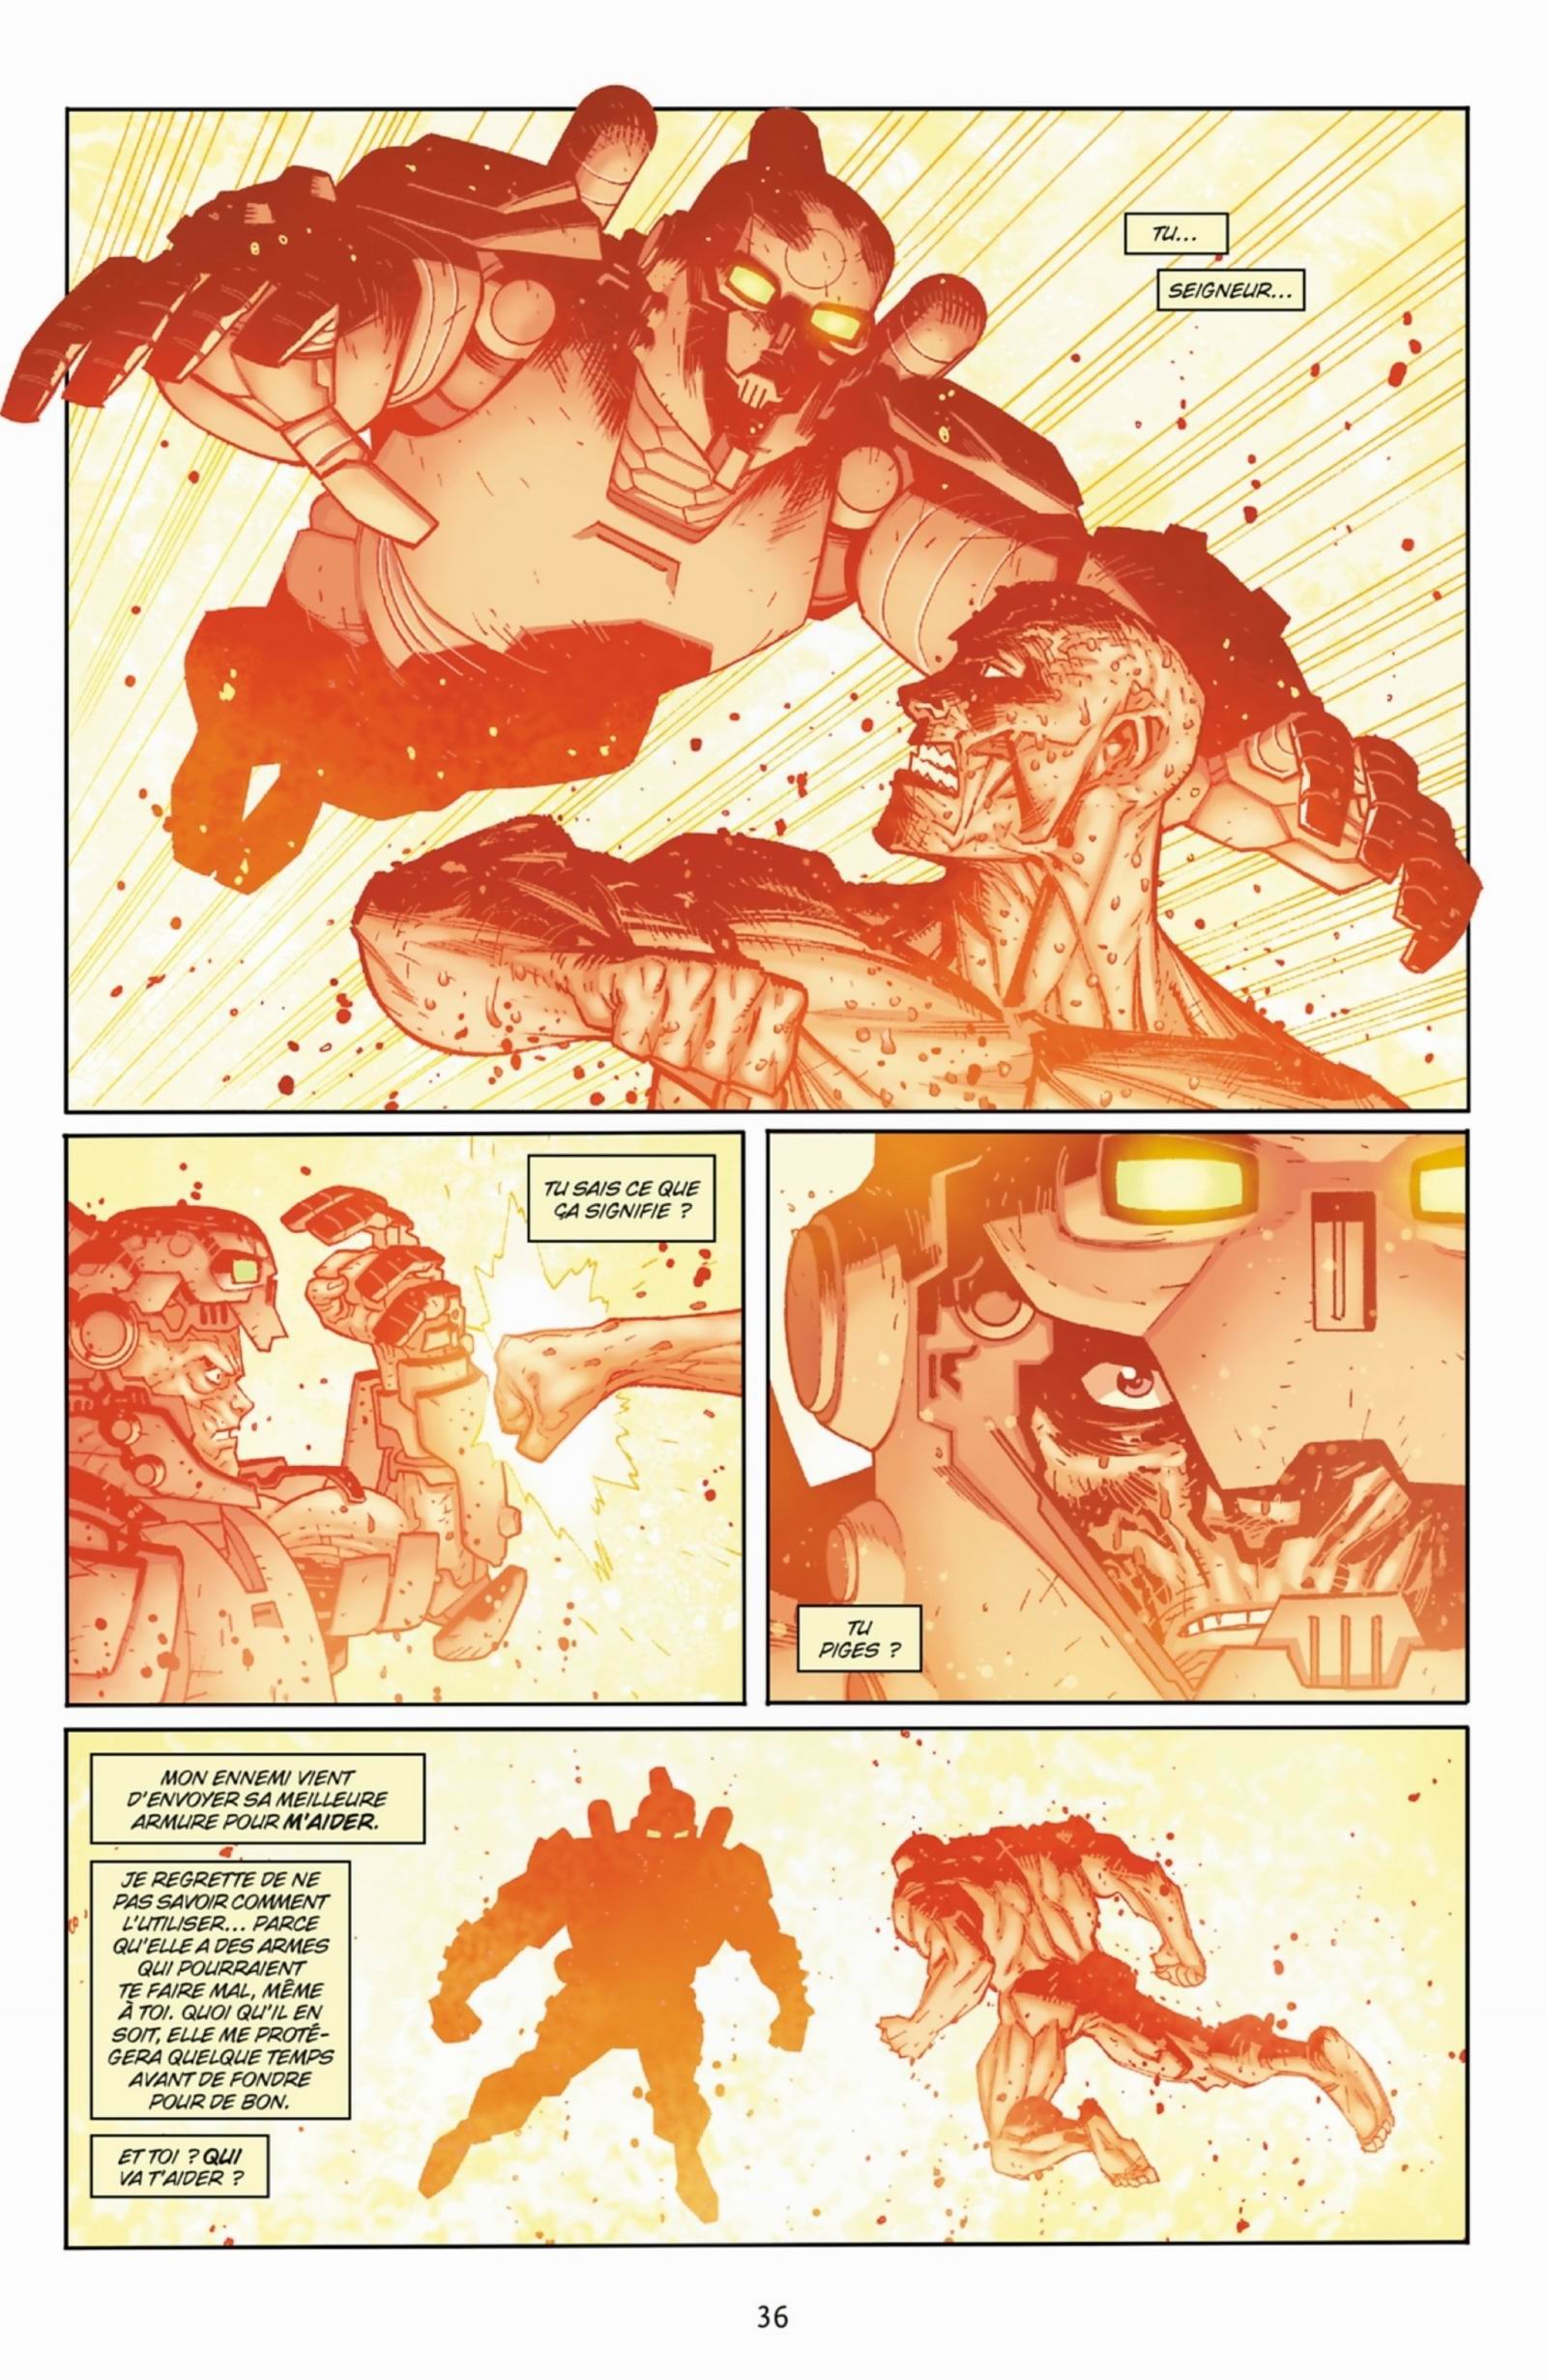 TU...
SEIGNEUR...
TU SAIS CE QUE
ÇA SIGNIFIE ?
TU
PIGES ?
MON ENNEMI VIENT
D'ENVOYER SA MEILLEURE
ARMURE POUR M'AIDER.
JE REGRETTE DE NE
PAS SAVOIR COMMENT
L'UTILISER... PARCE
QU'ELLE A DES ARMES
QUI POURRAIENT
TE FAIRE MAL, MÊME
À TOI. QUOI QU'IL EN
SOIT, ELLE ME PROTÉ-
GERA QUELQUE TEMPS
AVANT DE FONDRE
POUR DE BON.
ET TOI ? QUI
VA T'AIDER ?
36